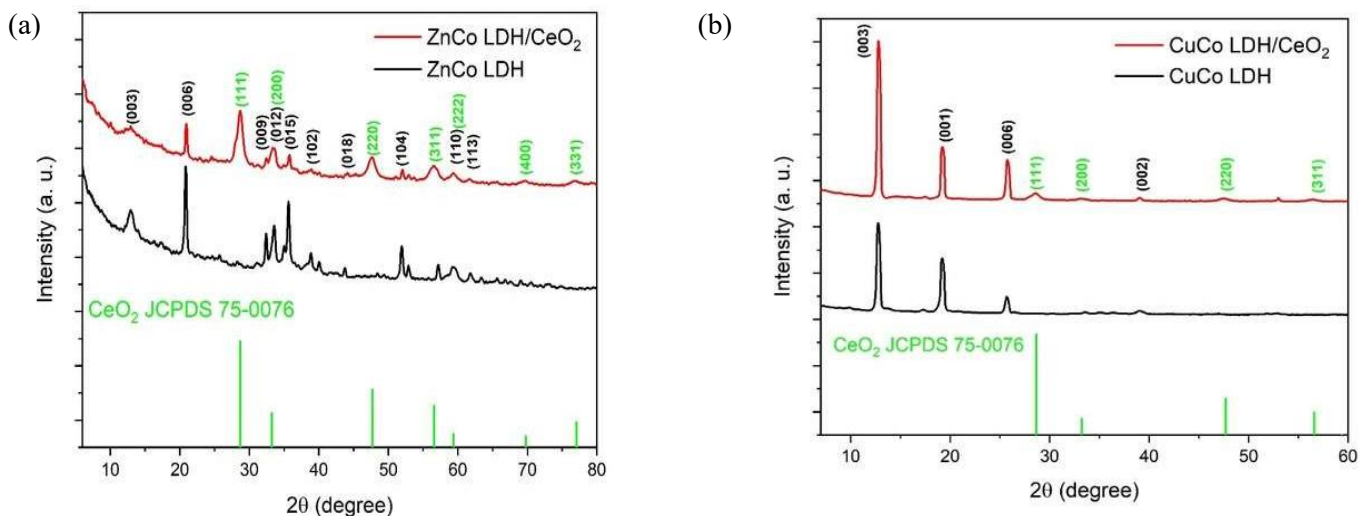 (a)
ZnCo LDH/CeO₂
ZnCo LDH
(003)
(006)
(111)
(009)
(200)
(012)
(015)
(102)
(018)
(220)
(104)
(311)
(222)
(110)
(113)
(400)
(331)
CeO₂ JCPDS 75-0076
Intensity (a. u.)
10 20 30 40 50 60 70 80
2θ (degree)
(b)
CuCo LDH/CeO₂
CuCo LDH
(003)
(001)
(006)
(111)
(200)
(002)
(220)
(311)
CeO₂ JCPDS 75-0076
Intensity (a. u.)
10 20 30 40 50 60
2θ (degree)